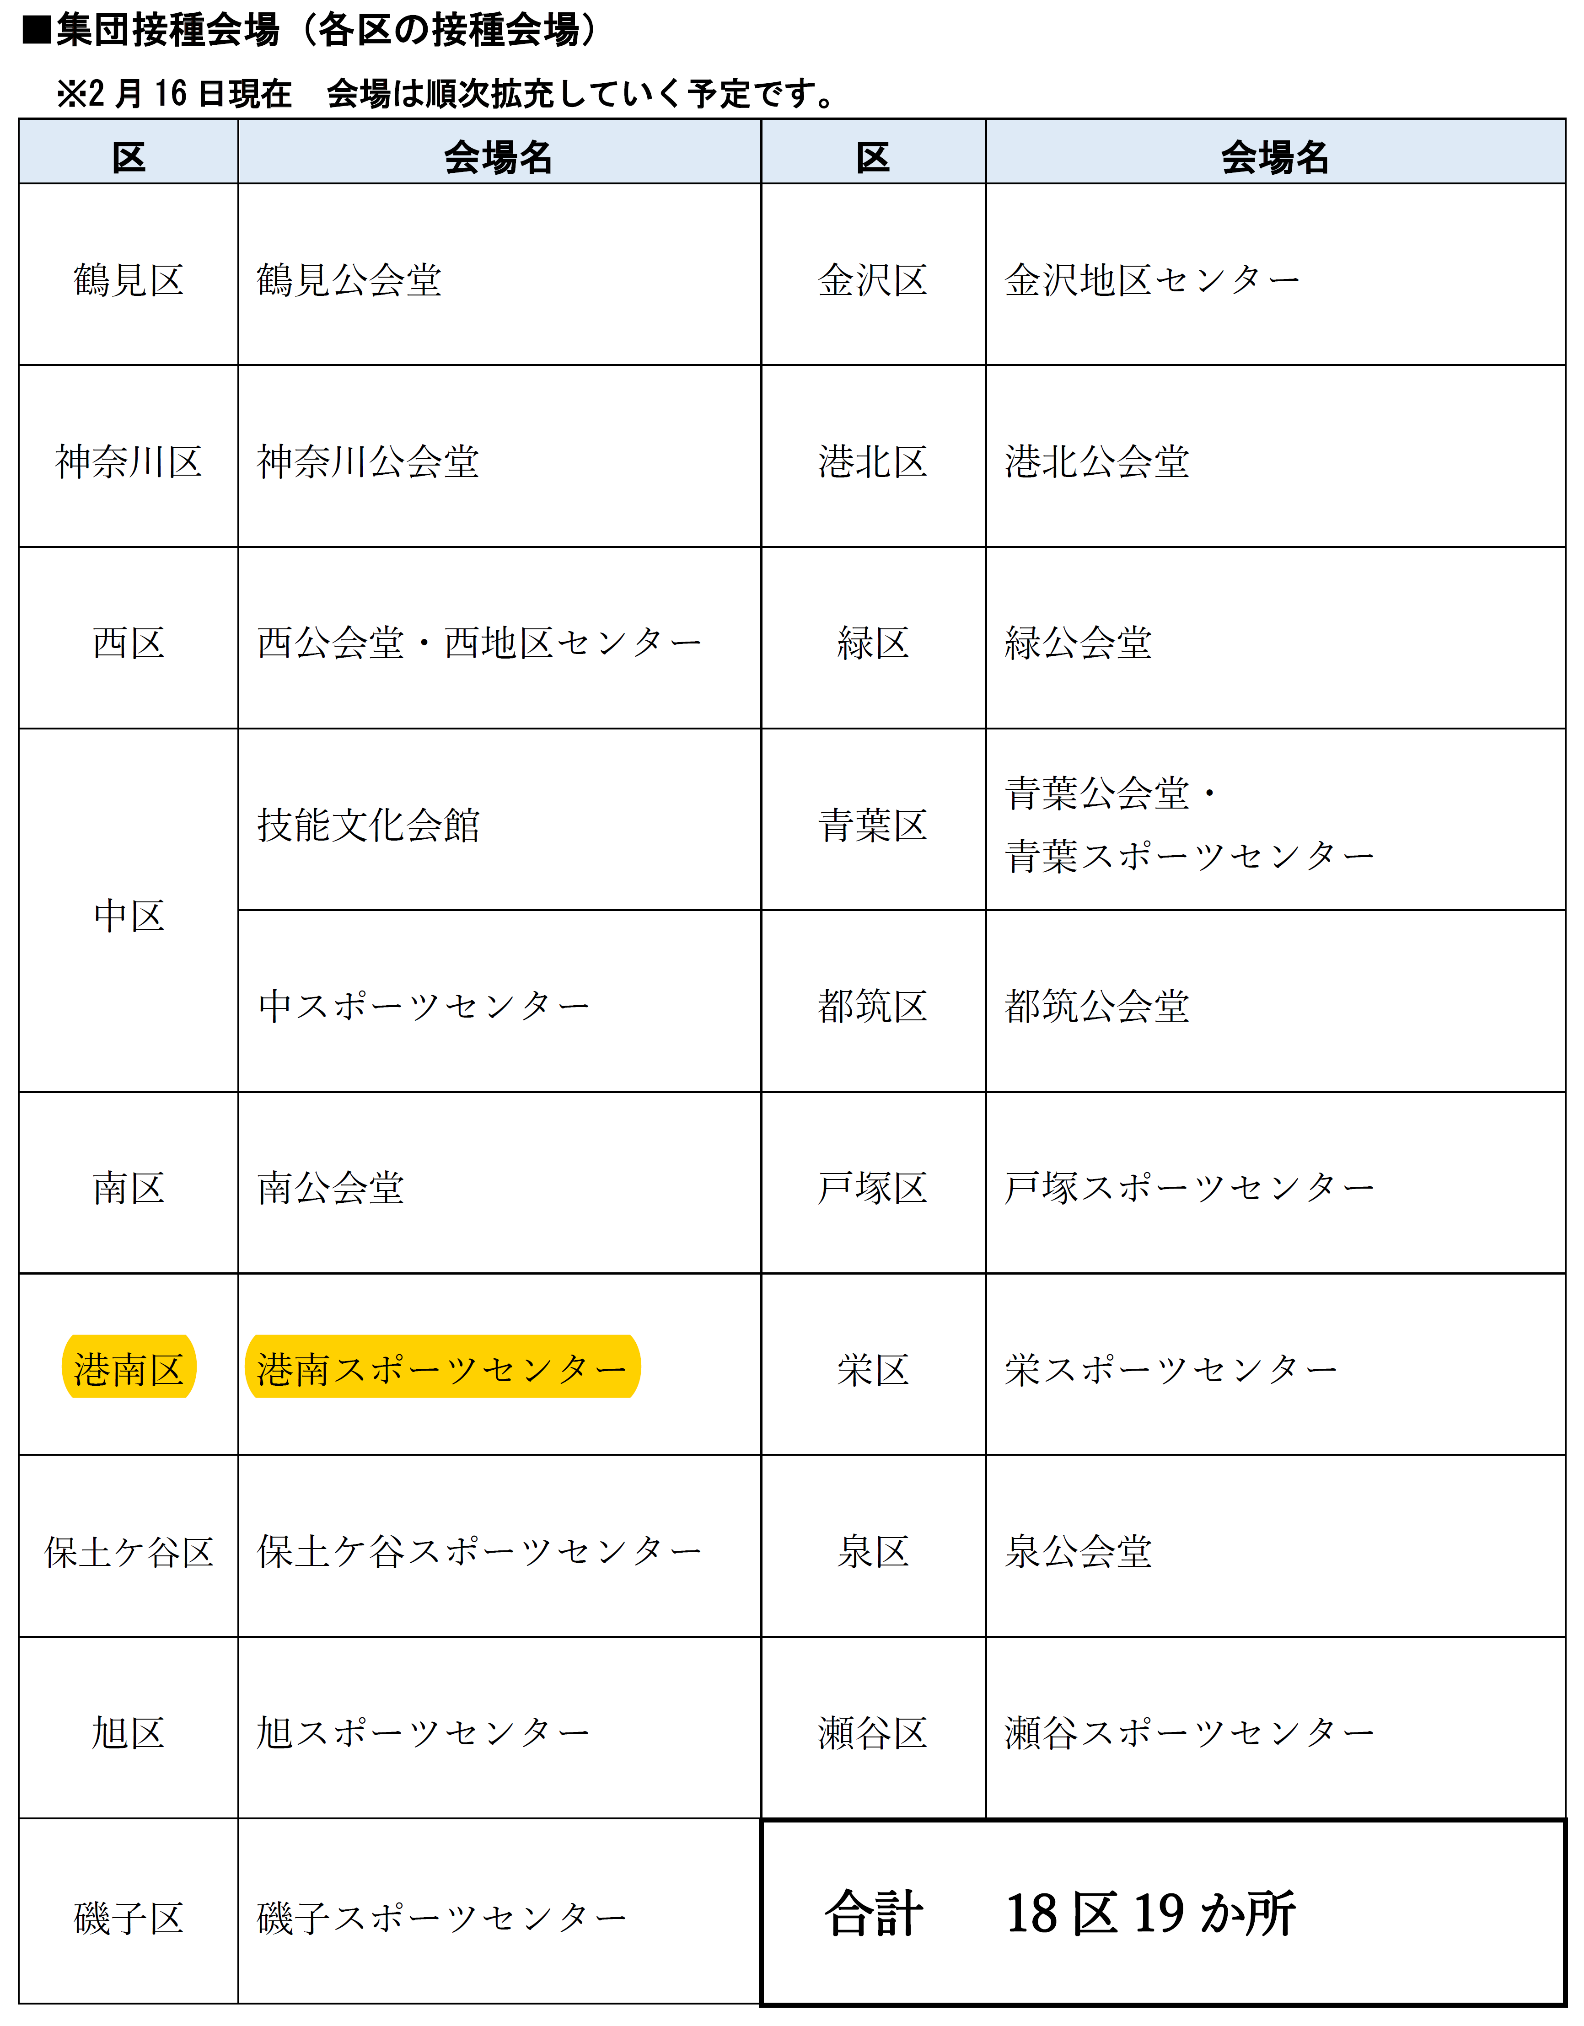 ■集団接種会場（各区の接種会場）
※2月16日現在　会場は順次拡充していく予定です。
区　会場名　区　会場名
鶴見区　鶴見公会堂　金沢区　金沢地区センター
神奈川区　神奈川公会堂　港北区　港北公会堂
西区　西公会堂・西地区センター　緑区　緑公会堂
中区　技能文化会館　青葉区　青葉公会堂・
青葉スポーツセンター
中スポーツセンター　都筑区　都筑公会堂
南区　南公会堂　戸塚区　戸塚スポーツセンター
港南区　港南スポーツセンター　栄区　栄スポーツセンター
保土ケ谷区　保土ケ谷スポーツセンター　泉区　泉公会堂
旭区　旭スポーツセンター　瀬谷区　瀬谷スポーツセンター
磯子区　磯子スポーツセンター　合計　18区19か所